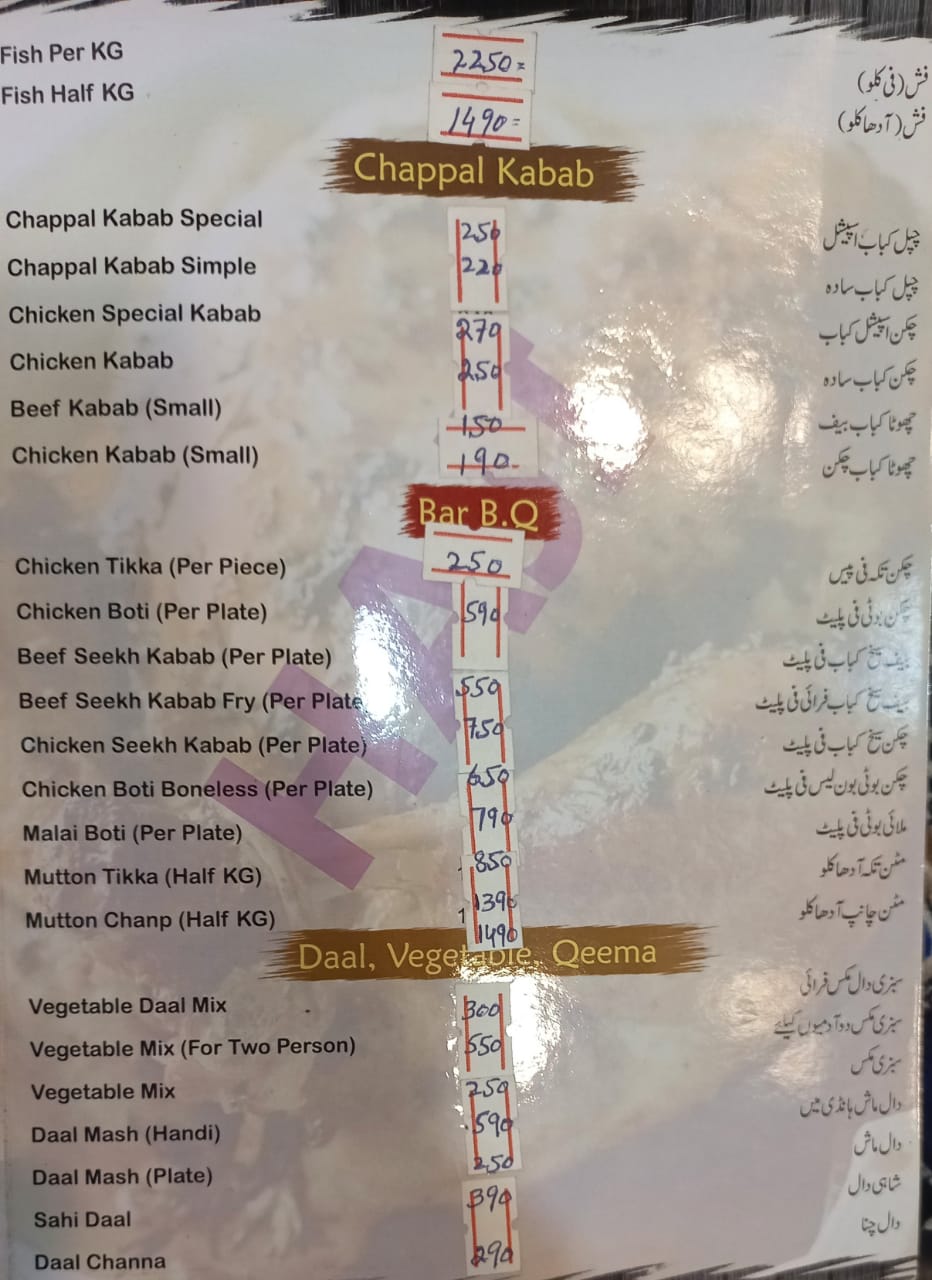 Fish Per KG 2250= فش (فی کلو)
Fish Half KG 1490= فش (آدھا کلو)
Chappal Kabab
Chappal Kabab Special 250 چپل کباب اسپیشل
Chappal Kabab Simple 220 چپل کباب سادہ
Chicken Special Kabab 270 چکن اسپیشل کباب
Chicken Kabab 250 چکن کباب سادہ
Beef Kabab (Small) 150 چھوٹا کباب بیف
Chicken Kabab (Small) 190 چھوٹا کباب چکن
Bar B.Q
Chicken Tikka (Per Piece) 250 چکن تکہ فی پیس
Chicken Boti (Per Plate) 590 چکن بوٹی فی پلیٹ
Beef Seekh Kabab (Per Plate) 550 بیف سیخ کباب فی پلیٹ
Beef Seekh Kabab Fry (Per Plate 750 بیف سیخ کباب فرائی فی پلیٹ
Chicken Seekh Kabab (Per Plate) 650 چکن سیخ کباب فی پلیٹ
Chicken Boti Boneless (Per Plate) 790 چکن بوٹی بون لیس فی پلیٹ
Malai Boti (Per Plate) 850 ملائی بوٹی فی پلیٹ
Mutton Tikka (Half KG) 1390 مٹن تکہ آدھا کلو
Mutton Chanp (Half KG) 1490 مٹن چانپ آدھا کلو
Daal, Vegetable, Qeema
Vegetable Daal Mix 300 سبزی دال مکس فرائی
Vegetable Mix (For Two Person) 550 سبزی مکس دو آدمیوں کیلئے
Vegetable Mix 250 سبزی مکس
Daal Mash (Handi) 590 دال ماش ہانڈی میں
Daal Mash (Plate) 250 دال ماش
Sahi Daal 390 شاہی دال
Daal Channa 290 دال چنا